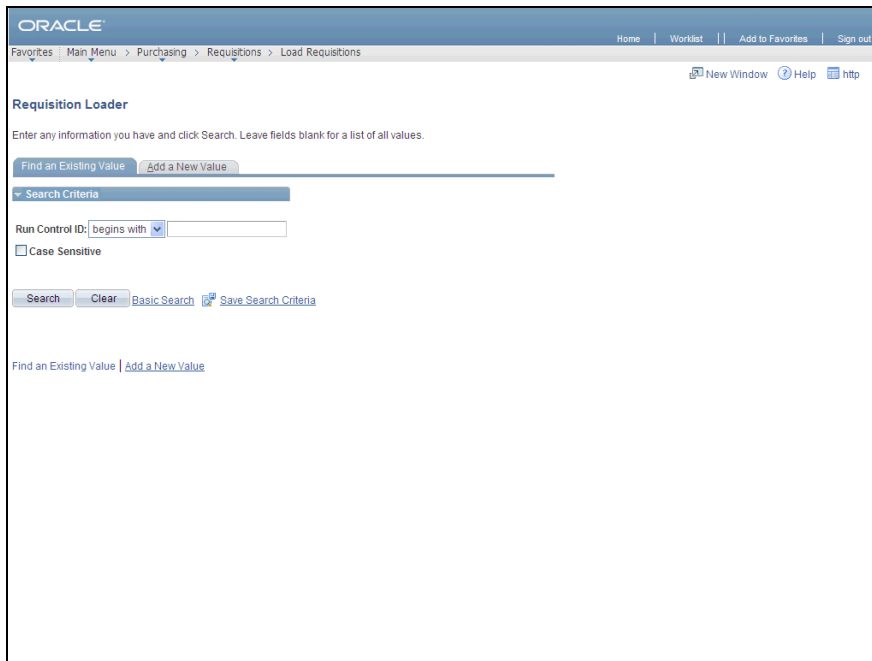 ORACLE
Home | Worklist || Add to Favorites | Sign out
Favorites Main Menu > Purchasing > Requisitions > Load Requisitions
New Window Help http
Requisition Loader
Enter any information you have and click Search. Leave fields blank for a list of all values.
Find an Existing Value Add a New Value
Search Criteria
Run Control ID: begins with
Case Sensitive
Search Clear Basic Search Save Search Criteria
Find an Existing Value | Add a New Value